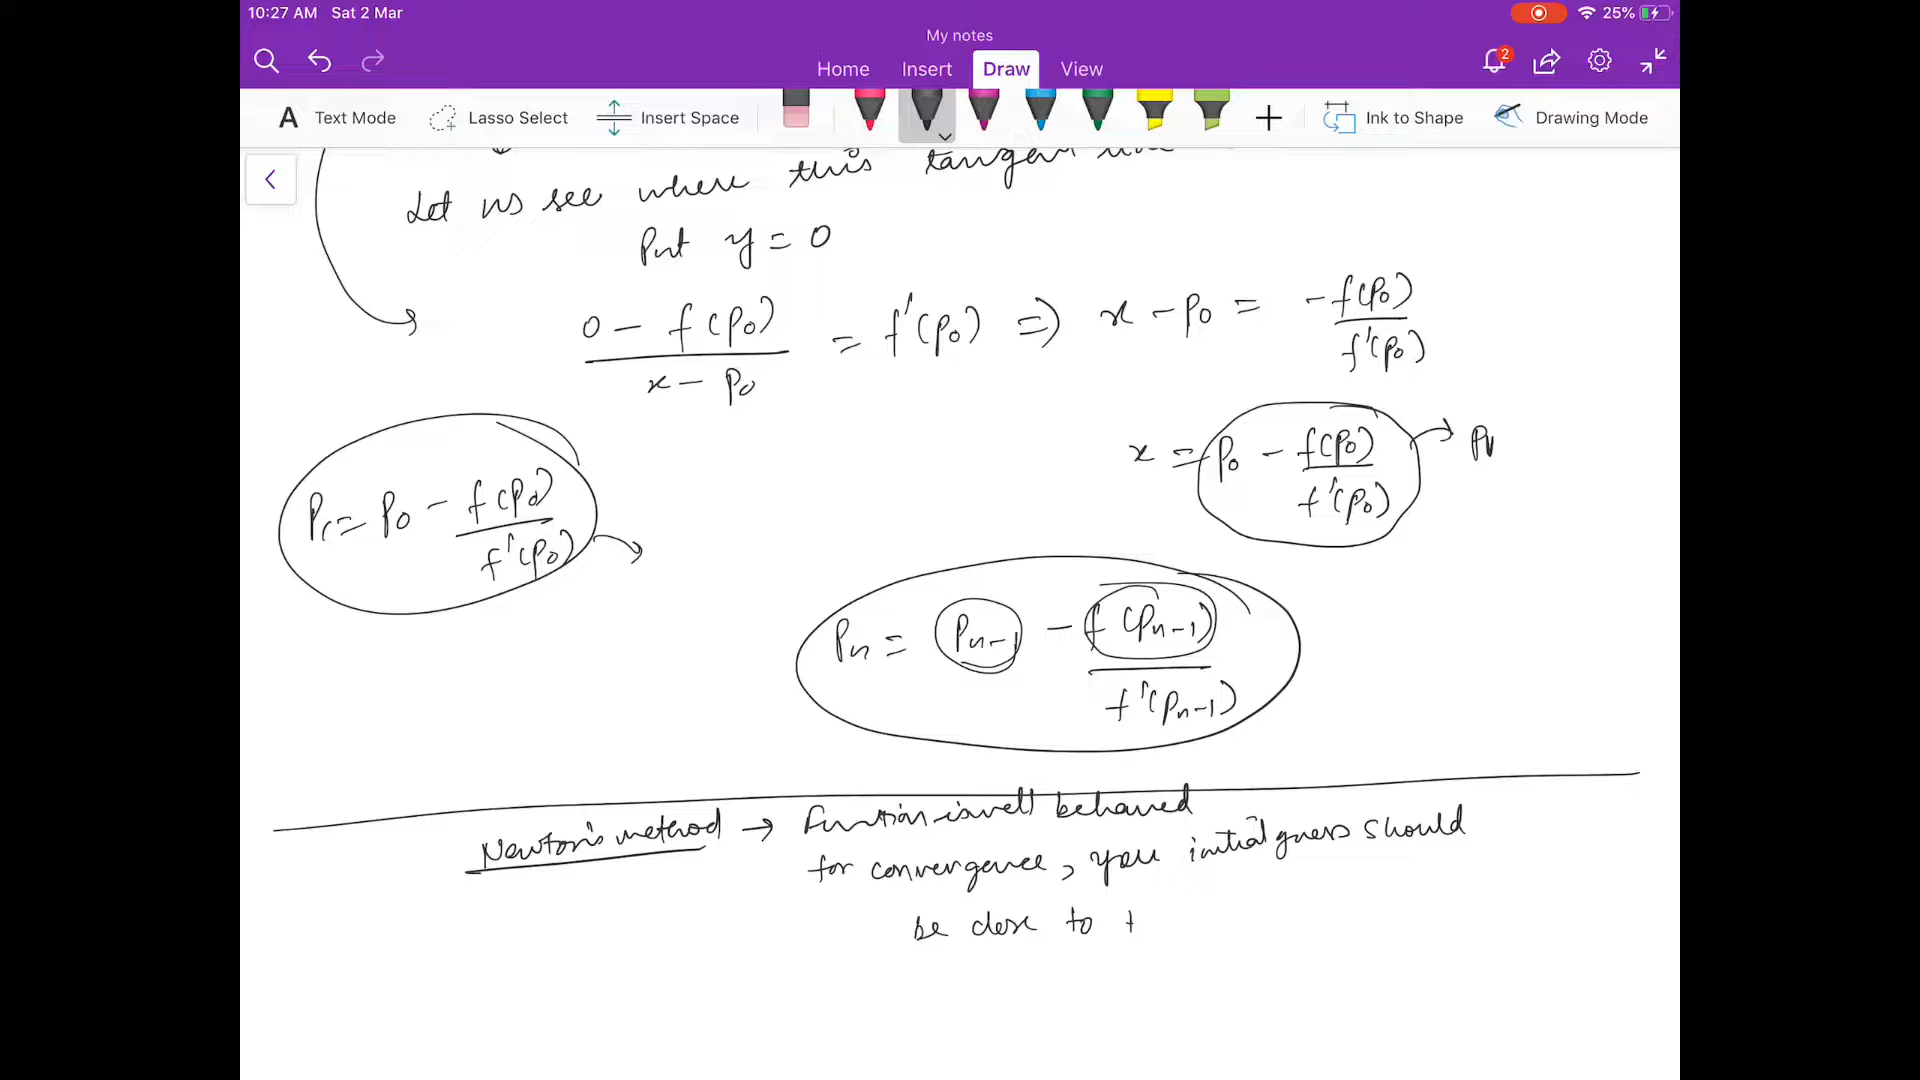 10:27 AM Sat 2 Mar
25%
My notes
Home Insert Draw View
2
A Text Mode Lasso Select Insert Space Ink to Shape Drawing Mode
Let us see where this tangent line
Put y = 0
0 - f(p₀) / x - p₀ = f'(p₀) ⇒ x - p₀ = -f(p₀) / f'(p₀)
x = p₀ - f(p₀) / f'(p₀) →
P₁ = P₀ - f(P₀) / f'(P₀) →
Pₙ = Pₙ₋₁ - f(Pₙ₋₁) / f'(Pₙ₋₁)
Newton's method → Function is well behaved
for convergence, you initial guess should
be close to t